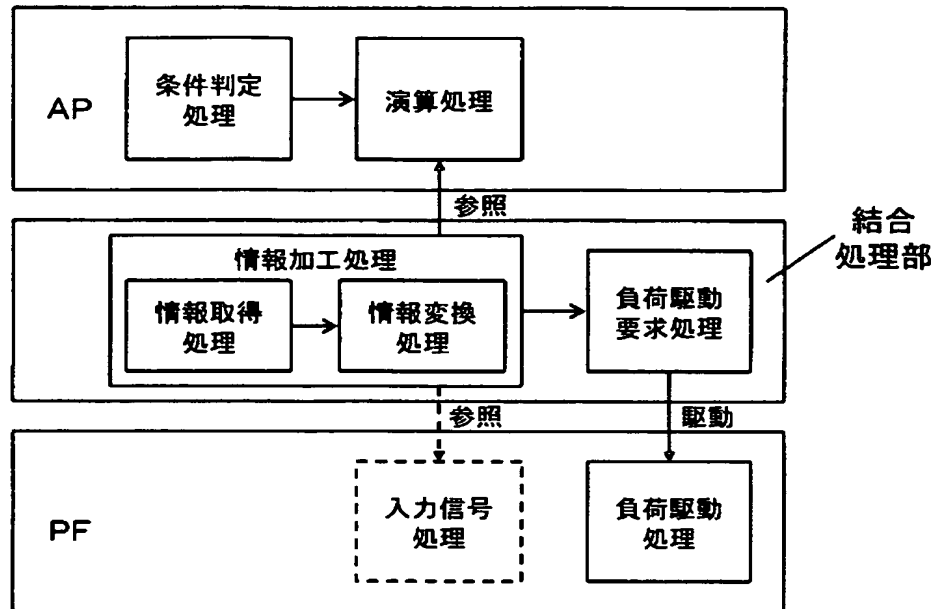 AP
条件判定
処理
演算処理
参照
結合
処理部
情報加工処理
情報取得
処理
情報変換
処理
負荷駆動
要求処理
参照
駆動
PF
入力信号
処理
負荷駆動
処理